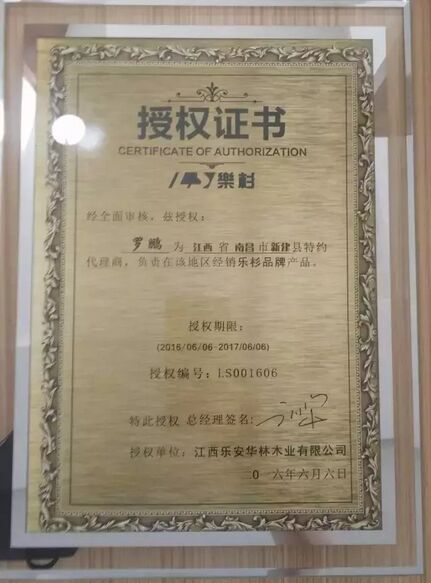 授权证书
CERTIFICATE OF AUTHORIZATION
樂杉
经全面审核，兹授权：
罗鹏 为 江西 省 南昌 市 新建 县特约
代理商，负责在该地区经销乐杉品牌产品。
授权期限：
(2016/06/06-2017/06/06)
授权编号：LS001606
特此授权 总经理签名:
授权单位：江西乐安华林木业有限公司
二〇一六年六月六日